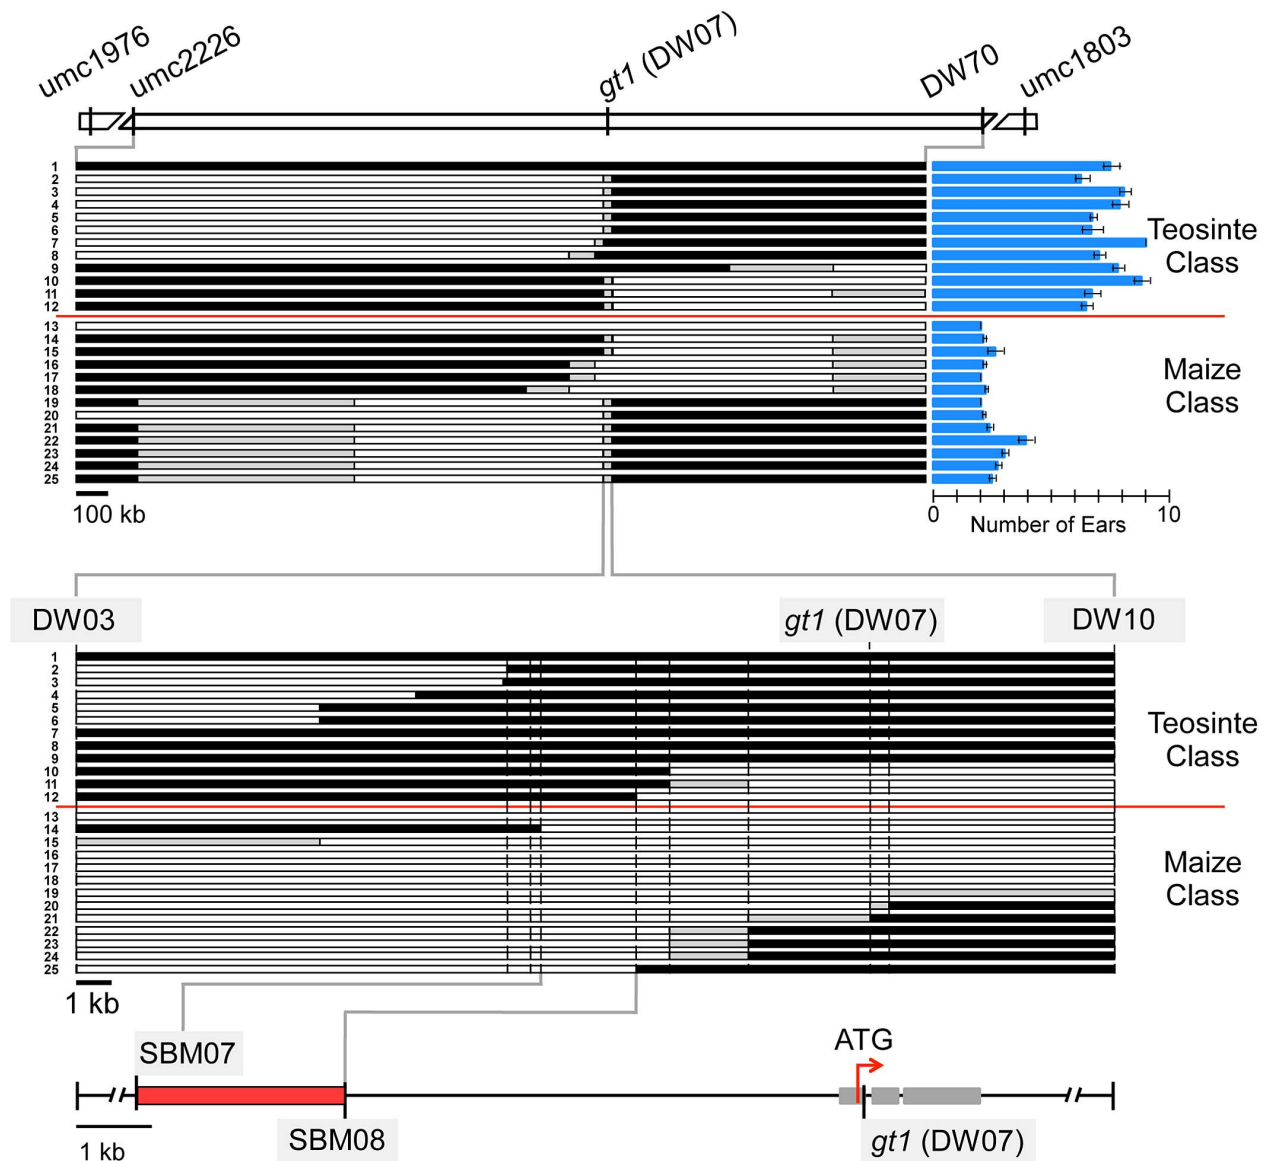 umc1976
umc2226
gt1 (DW07)
DW70
umc1803
1
2
3
4
5
6
7
8
9
10
11
12
Teosinte
Class
13
14
15
16
17
18
19
20
21
22
23
24
25
Maize
Class
100 kb
0
10
Number of Ears
DW03
gt1 (DW07)
DW10
1
2
3
4
5
6
7
8
9
10
11
12
Teosinte
Class
13
14
15
16
17
18
19
20
21
22
23
24
25
Maize
Class
1 kb
SBM07
ATG
1 kb
SBM08
gt1 (DW07)